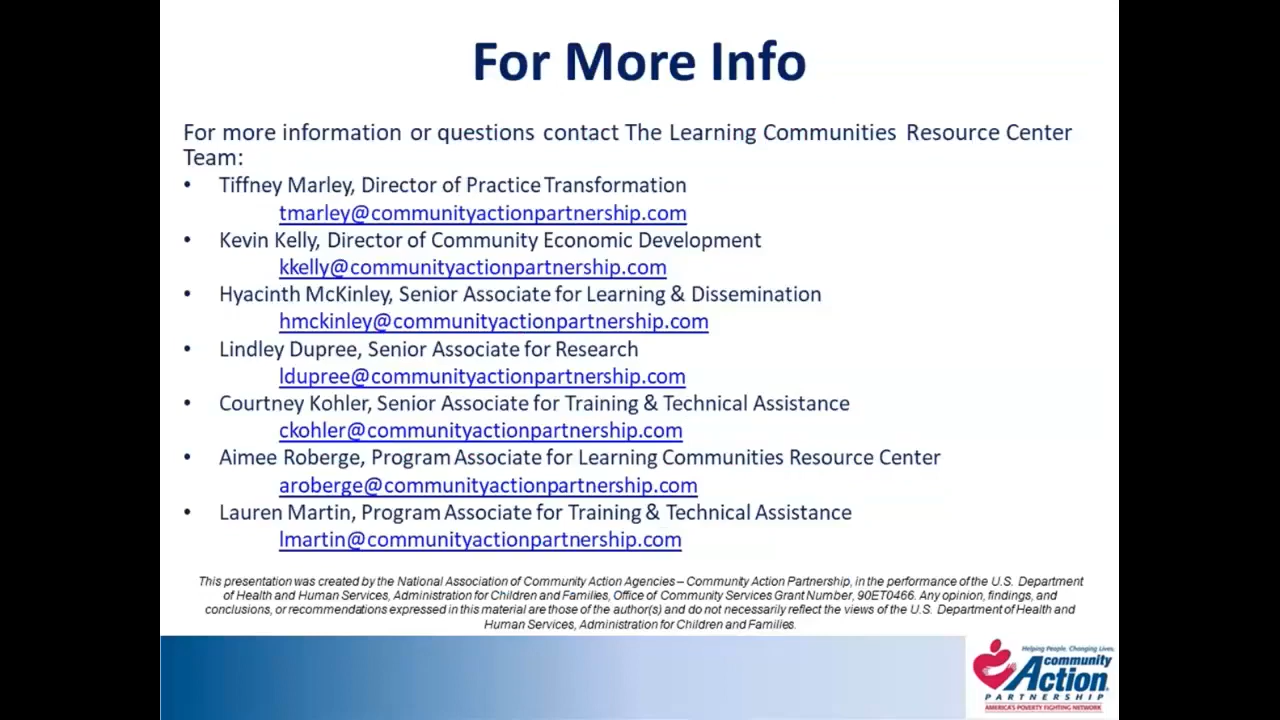 For More Info
For more information or questions contact The Learning Communities Resource Center
Team:
• Tiffney Marley, Director of Practice Transformation
tmarley@communityactionpartnership.com
• Kevin Kelly, Director of Community Economic Development
kkelly@communityactionpartnership.com
• Hyacinth McKinley, Senior Associate for Learning & Dissemination
hmckinley@communityactionpartnership.com
• Lindley Dupree, Senior Associate for Research
ldupree@communityactionpartnership.com
• Courtney Kohler, Senior Associate for Training & Technical Assistance
ckohler@communityactionpartnership.com
• Aimee Roberge, Program Associate for Learning Communities Resource Center
aroberge@communityactionpartnership.com
• Lauren Martin, Program Associate for Training & Technical Assistance
lmartin@communityactionpartnership.com
This presentation was created by the National Association of Community Action Agencies – Community Action Partnership, in the performance of the U.S. Department
of Health and Human Services, Administration for Children and Families, Office of Community Services Grant Number, 90ET0466. Any opinion, findings, and
conclusions, or recommendations expressed in this material are those of the author(s) and do not necessarily reflect the views of the U.S. Department of Health and
Human Services, Administration for Children and Families.
Helping People. Changing Lives.
community
Action®
PARTNERSHIP
AMERICA'S POVERTY FIGHTING NETWORK